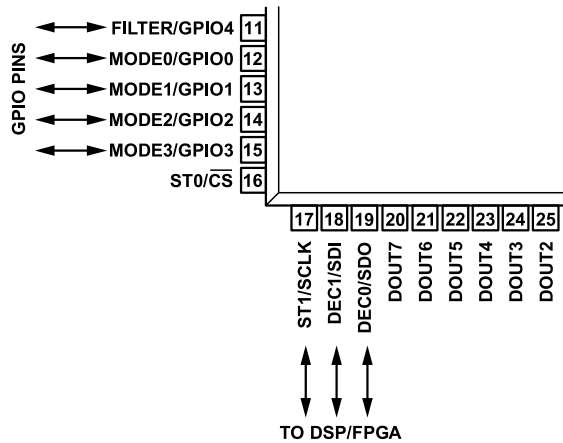 GPIO PINS
FILTER/GPIO4 11
MODE0/GPIO0 12
MODE1/GPIO1 13
MODE2/GPIO2 14
MODE3/GPIO3 15
ST0/C̅S̅ 16
17 18 19 20 21 22 23 24 25
ST1/SCLK
DEC1/SDI
DEC0/SDO
DOUT7
DOUT6
DOUT5
DOUT4
DOUT3
DOUT2
TO DSP/FPGA